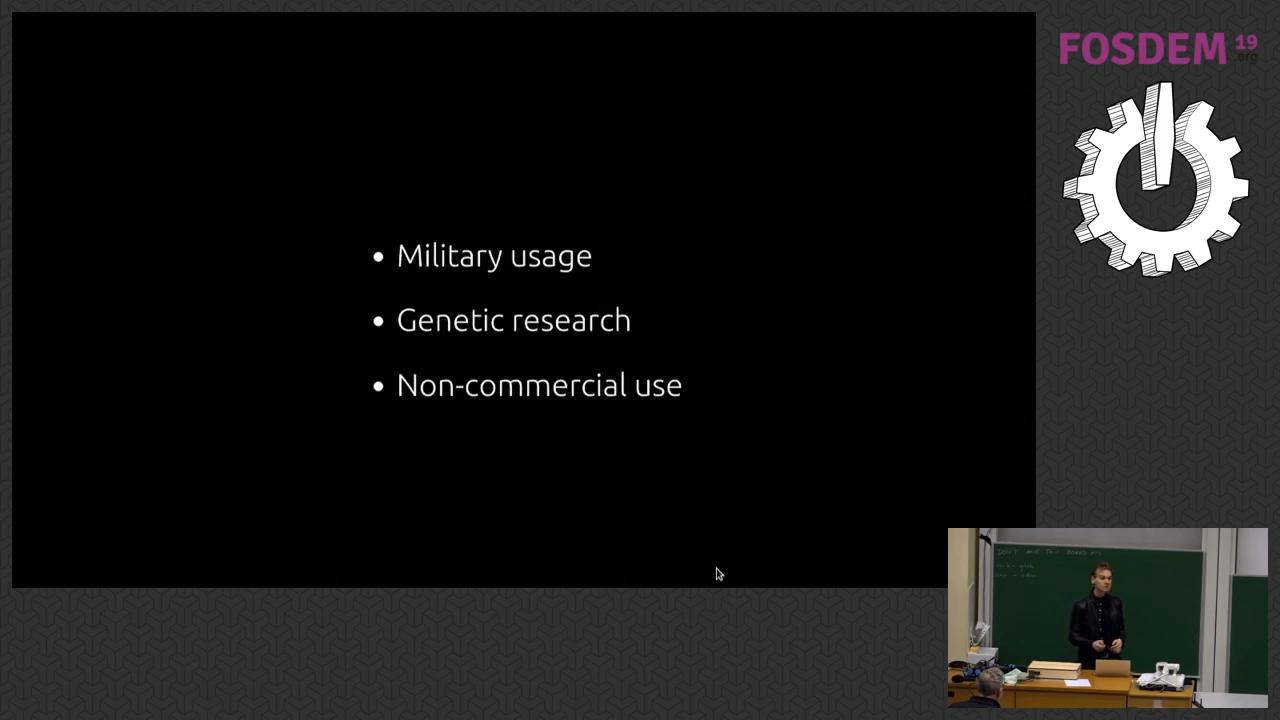 FOSDEM 19
.org
Military usage
Genetic research
Non-commercial use